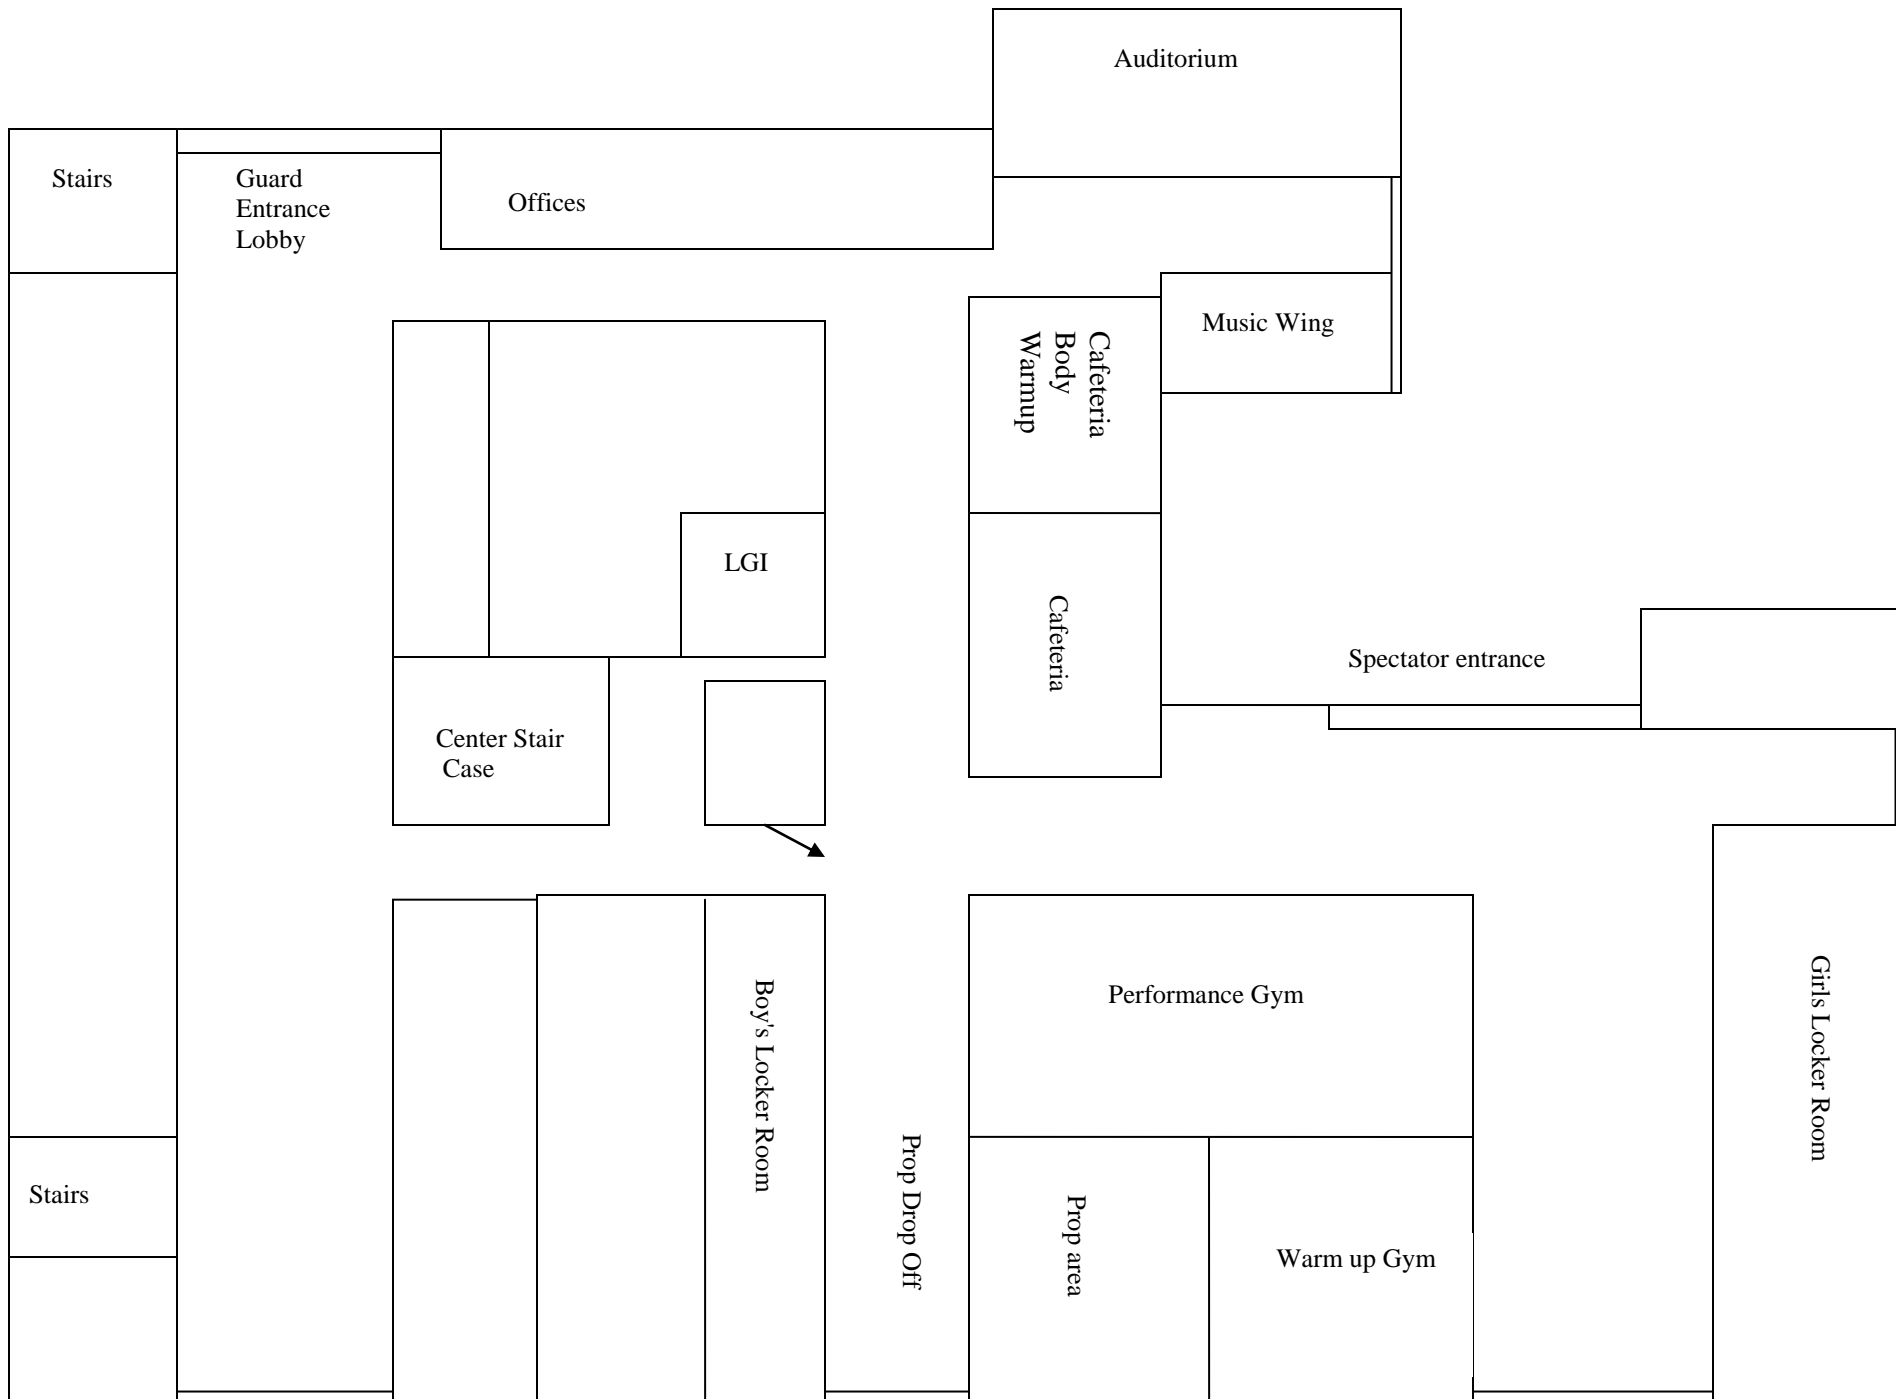 Auditorium
Stairs
Guard
Entrance
Lobby
Offices
Music Wing
Cafeteria
Body
Warmup
LGI
Cafeteria
Spectator entrance
Center Stair
Case
Performance Gym
Boy's Locker Room
Girls Locker Room
Prop Drop Off
Stairs
Prop area
Warm up Gym